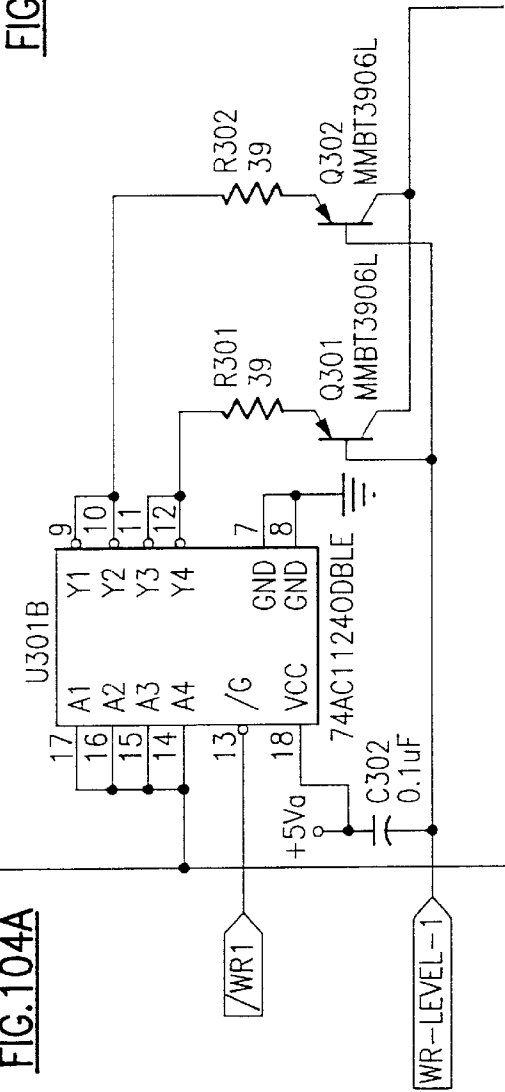 FIG.104A
FIG
U301B
17 A1 Y1 9
16 A2 Y2 10
15 A3 Y3 11
14 A4 Y4 12
13 /G
GND 7
18 VCC GND 8
74AC11240DBLE
R301
39
R302
39
Q301
MMBT3906L
Q302
MMBT3906L
/WR1
+5Va
C302
0.1uF
WR-LEVEL-1